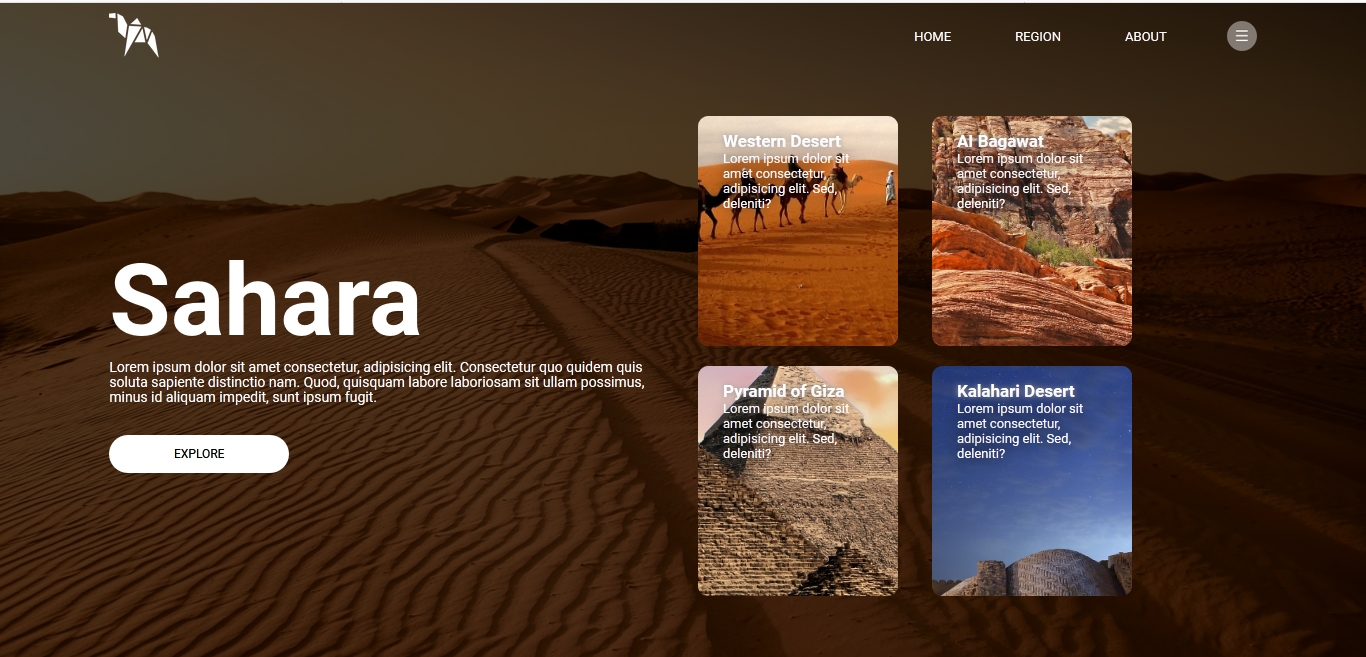 HOME
REGION
ABOUT
Sahara
Lorem ipsum dolor sit amet consectetur, adipisicing elit. Consectetur quo quidem quis
soluta sapiente distinctio nam. Quod, quisquam labore laboriosam sit ullam possimus,
minus id aliquam impedit, sunt ipsum fugit.
EXPLORE
Western Desert
Lorem ipsum dolor sit
amet consectetur,
adipisicing elit. Sed,
deleniti?
Al Bagawat
Lorem ipsum dolor sit
amet consectetur,
adipisicing elit. Sed,
deleniti?
Pyramid of Giza
Lorem ipsum dolor sit
amet consectetur,
adipisicing elit. Sed,
deleniti?
Kalahari Desert
Lorem ipsum dolor sit
amet consectetur,
adipisicing elit. Sed,
deleniti?